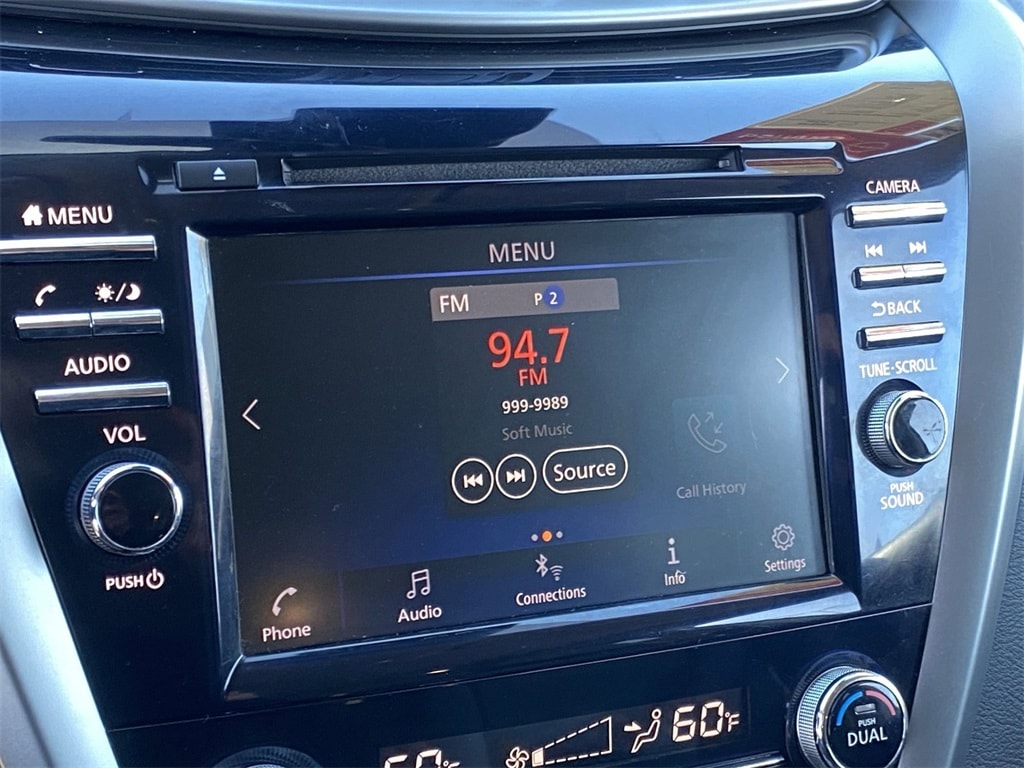 CAMERA
MENU
MENU
BACK
AUDIO
FM P 2
94.7
FM
999-9989
Soft Music
TUNE·SCROLL
VOL
Source
Call History
PUSH
SOUND
PUSH
Phone
Audio
Connections
Info
Settings
60°F
PUSH
DUAL